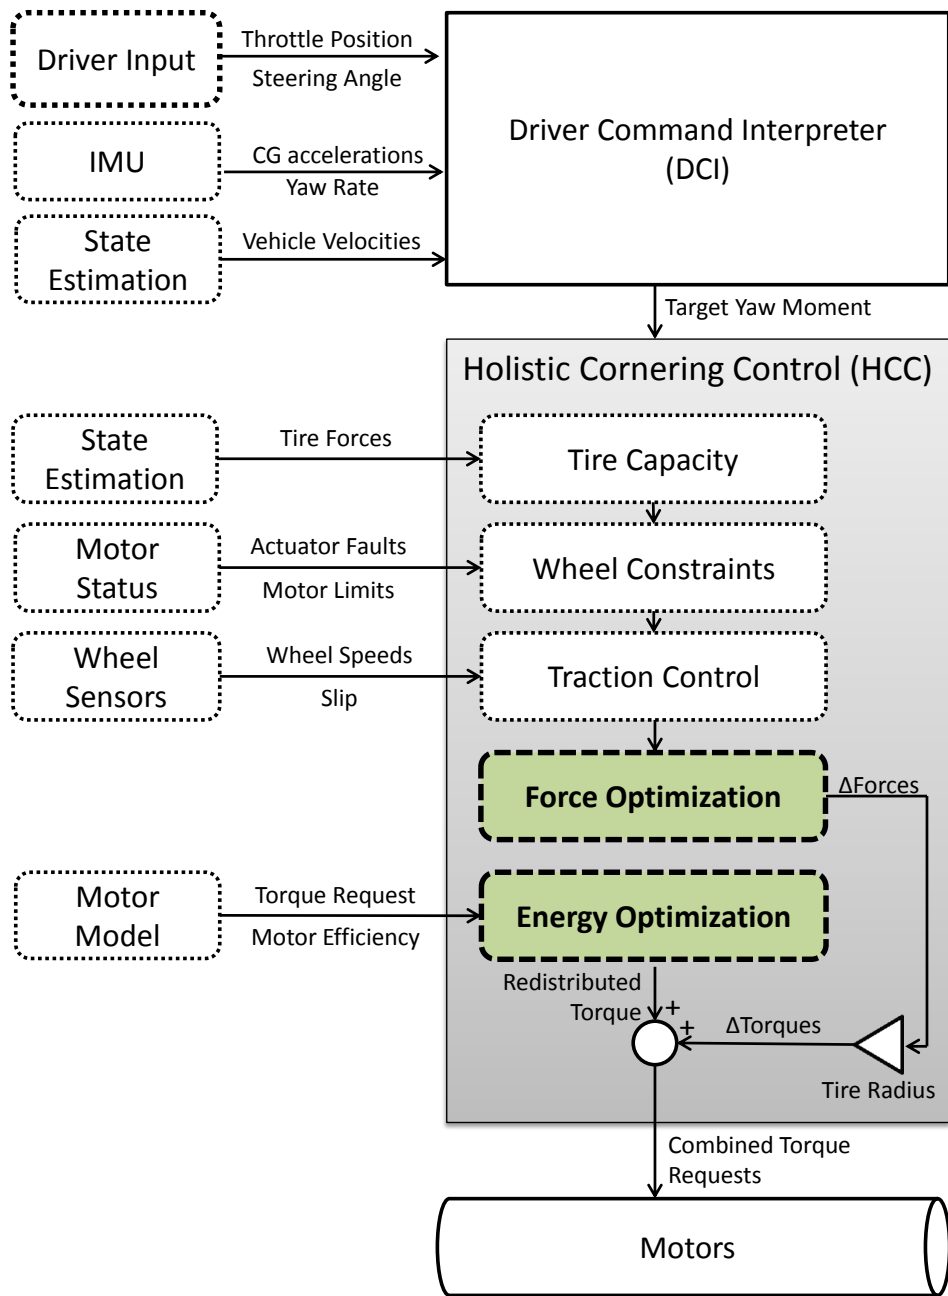 Driver Input
Throttle Position
Steering Angle
Driver Command Interpreter
(DCI)
IMU
CG accelerations
Yaw Rate
State
Estimation
Vehicle Velocities
Target Yaw Moment
Holistic Cornering Control (HCC)
State
Estimation
Tire Forces
Tire Capacity
Motor
Status
Actuator Faults
Motor Limits
Wheel Constraints
Wheel
Sensors
Wheel Speeds
Slip
Traction Control
Force Optimization
ΔForces
Motor
Model
Torque Request
Motor Efficiency
Energy Optimization
Redistributed
Torque
+
+
ΔTorques
Tire Radius
Combined Torque
Requests
Motors